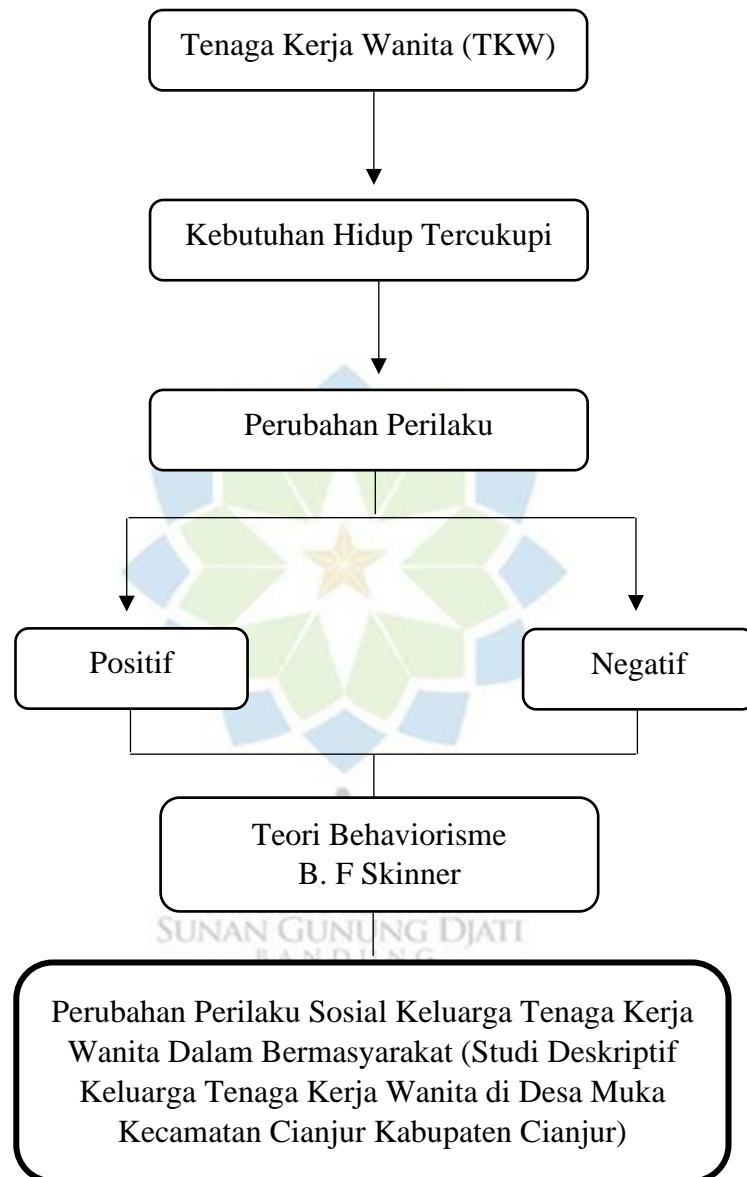 Tenaga Kerja Wanita (TKW)
Kebutuhan Hidup Tercukupi
Perubahan Perilaku
Positif
Negatif
Teori Behaviorisme
B. F Skinner
SUNAN GUNUNG DJATI
BANDUNG
Perubahan Perilaku Sosial Keluarga Tenaga Kerja
Wanita Dalam Bermasyarakat (Studi Deskriptif
Keluarga Tenaga Kerja Wanita di Desa Muka
Kecamatan Cianjur Kabupaten Cianjur)